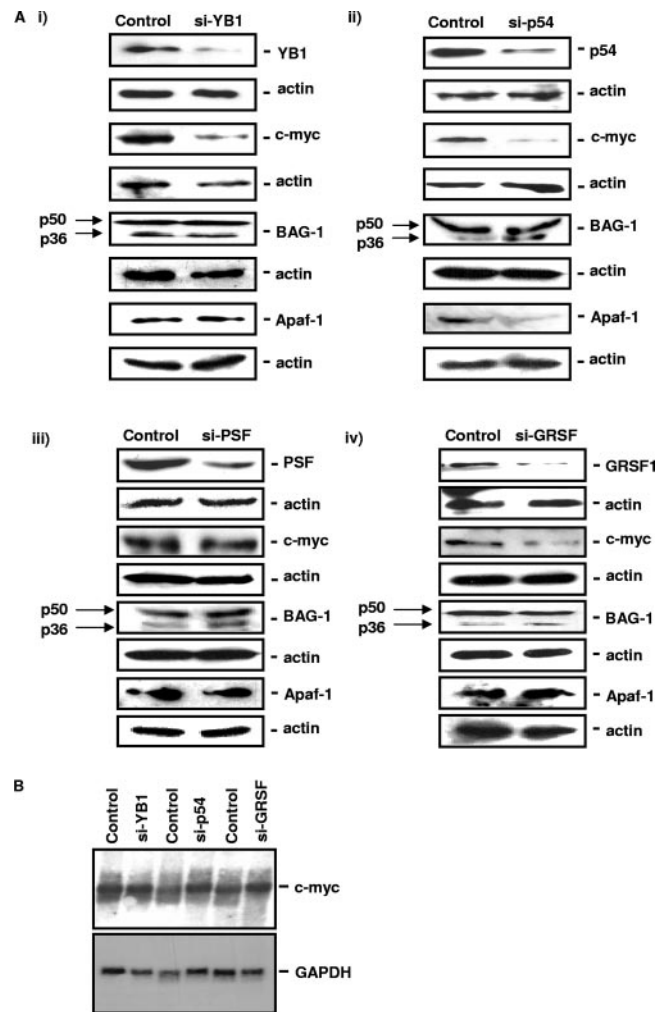 A i) Control si-YB1
YB1
actin
c-myc
actin
p50
p36
BAG-1
actin
Apaf-1
actin
ii) Control si-p54
p54
actin
c-myc
actin
p50
p36
BAG-1
actin
Apaf-1
actin
iii) Control si-PSF
PSF
actin
c-myc
actin
p50
p36
BAG-1
actin
Apaf-1
actin
iv) Control si-GRSF
GRSF1
actin
c-myc
actin
p50
p36
BAG-1
actin
Apaf-1
actin
B
Control
si-YB1
Control
si-p54
Control
si-GRSF
c-myc
GAPDH